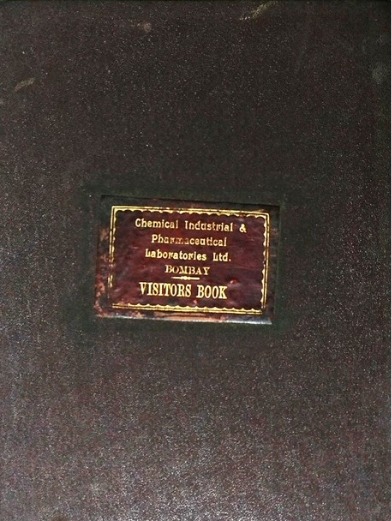 Chemical Industrial &
Pharmaceutical
Laboratories Ltd.
BOMBAY
VISITORS BOOK